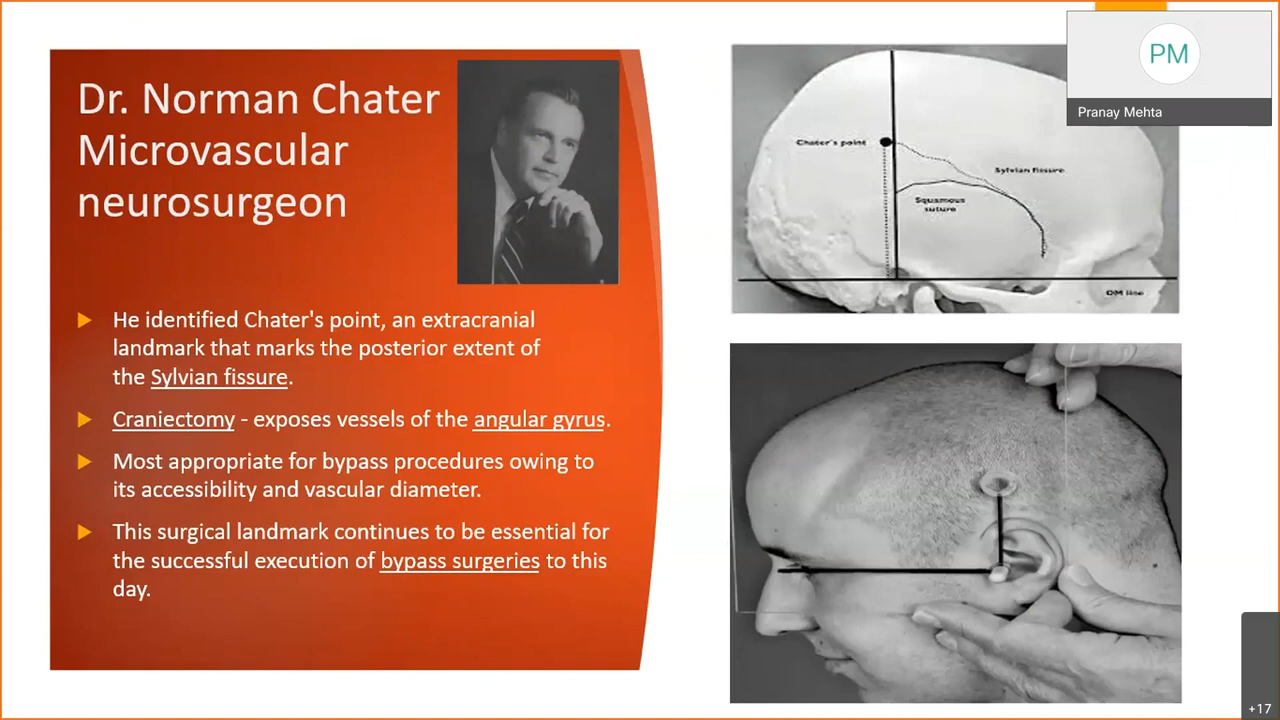 Dr. Norman Chater
Microvascular
neurosurgeon
He identified Chater's point, an extracranial
landmark that marks the posterior extent of
the Sylvian fissure.
Craniectomy - exposes vessels of the angular gyrus.
Most appropriate for bypass procedures owing to
its accessibility and vascular diameter.
This surgical landmark continues to be essential for
the successful execution of bypass surgeries to this
day.
Chater's point
Sylvian fissure
Squamous
suture
OM line
PM
Pranay Mehta
+17